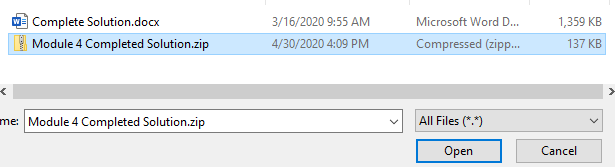 Complete Solution.docx 3/16/2020 9:55 AM Microsoft Word D... 1,359 KB
Module 4 Completed Solution.zip 4/30/2020 4:09 PM Compressed (zipp... 137 KB
me: Module 4 Completed Solution.zip All Files (*.*)
Open Cancel